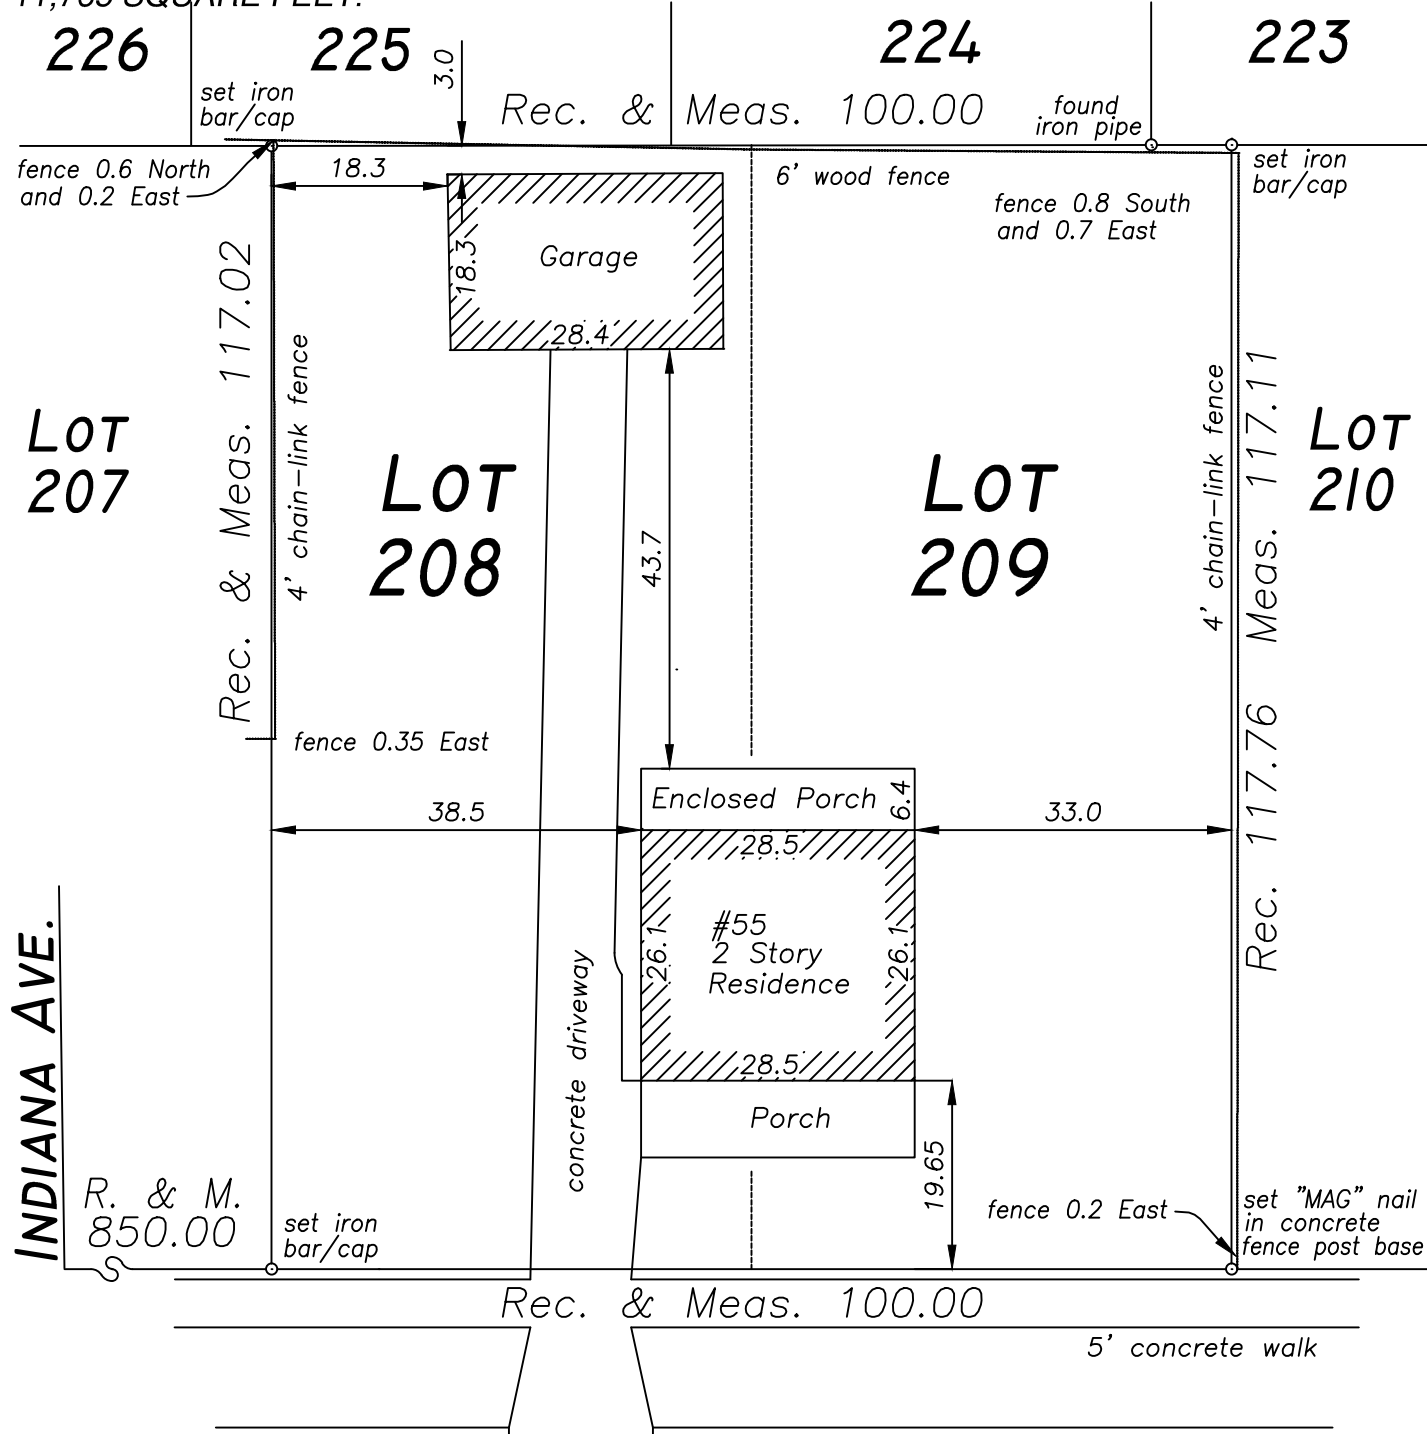 226
225
224
223
3.0
set iron
bar/cap
Rec. & Meas. 100.00
found
iron pipe
fence 0.6 North
and 0.2 East
18.3
6' wood fence
set iron
bar/cap
fence 0.8 South
and 0.7 East
Garage
18.3
28.4
Rec. & Meas. 117.02
4' chain-link fence
LOT
207
LOT
208
43.7
LOT
209
4' chain-link fence
Rec. 117.76 Meas. 117.11
LOT
210
fence 0.35 East
38.5
Enclosed Porch
6.4
33.0
28.5
26.1
#55
2 Story
Residence
26.1
28.5
concrete driveway
Porch
19.65
INDIANA AVE.
R. & M.
850.00
set iron
bar/cap
fence 0.2 East
set "MAG" nail
in concrete
fence post base
Rec. & Meas. 100.00
5' concrete walk